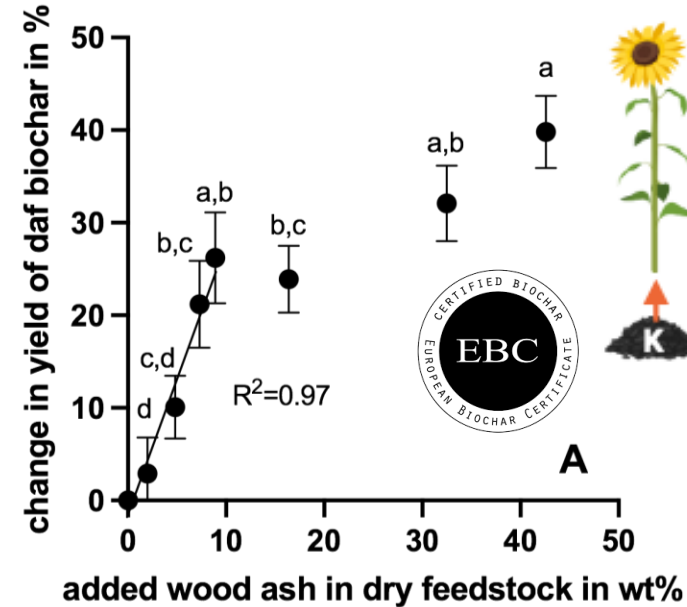 change in yield of daf biochar in %
50
40
30
20
10
0
a
a,b
a,b
b,c
b,c
c,d
d
R²=0.97
CERTIFIED BIOCHAR
EBC
EUROPEAN BIOCHAR CERTIFICATE
K
A
0 10 20 30 40 50
added wood ash in dry feedstock in wt%